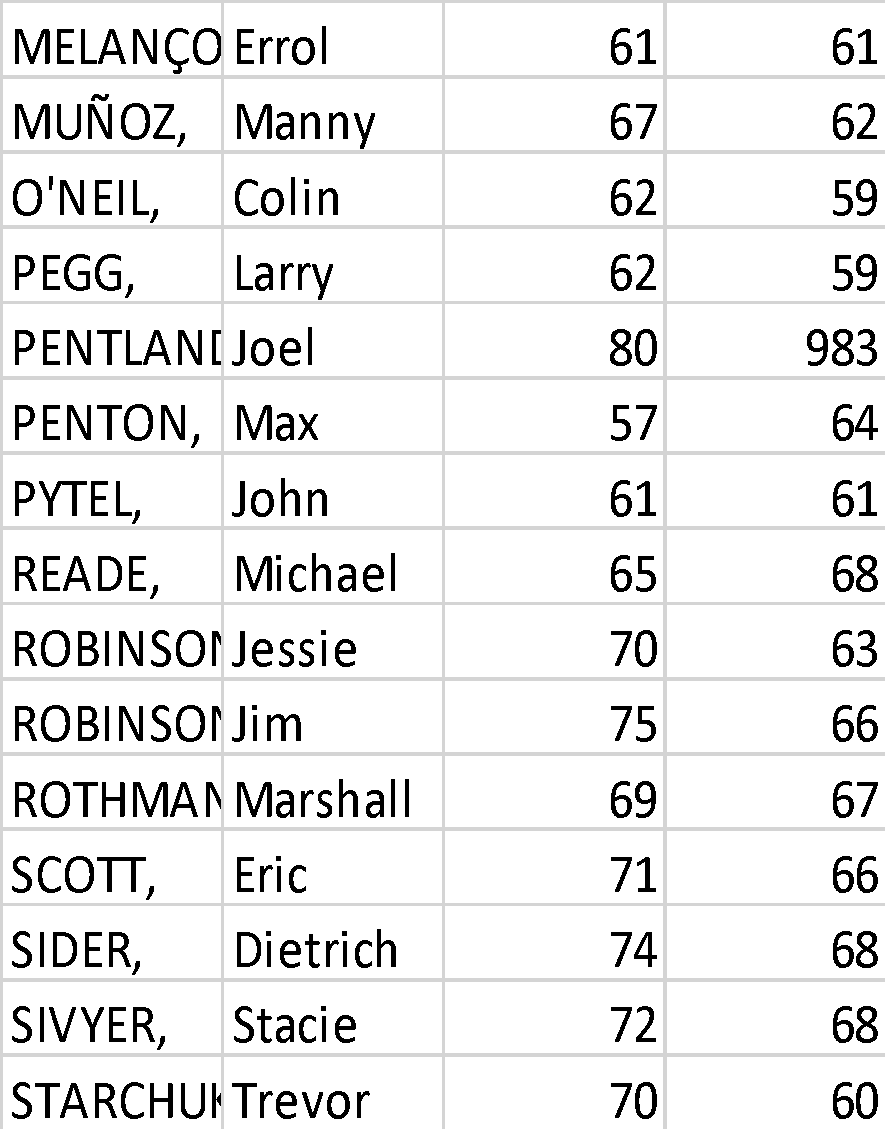 MELANÇO Errol 61 61
MUÑOZ, Manny 67 62
O'NEIL, Colin 62 59
PEGG, Larry 62 59
PENTLAND Joel 80 983
PENTON, Max 57 64
PYTEL, John 61 61
READE, Michael 65 68
ROBINSON Jessie 70 63
ROBINSON Jim 75 66
ROTHMAN Marshall 69 67
SCOTT, Eric 71 66
SIDER, Dietrich 74 68
SIVYER, Stacie 72 68
STARCHUK Trevor 70 60